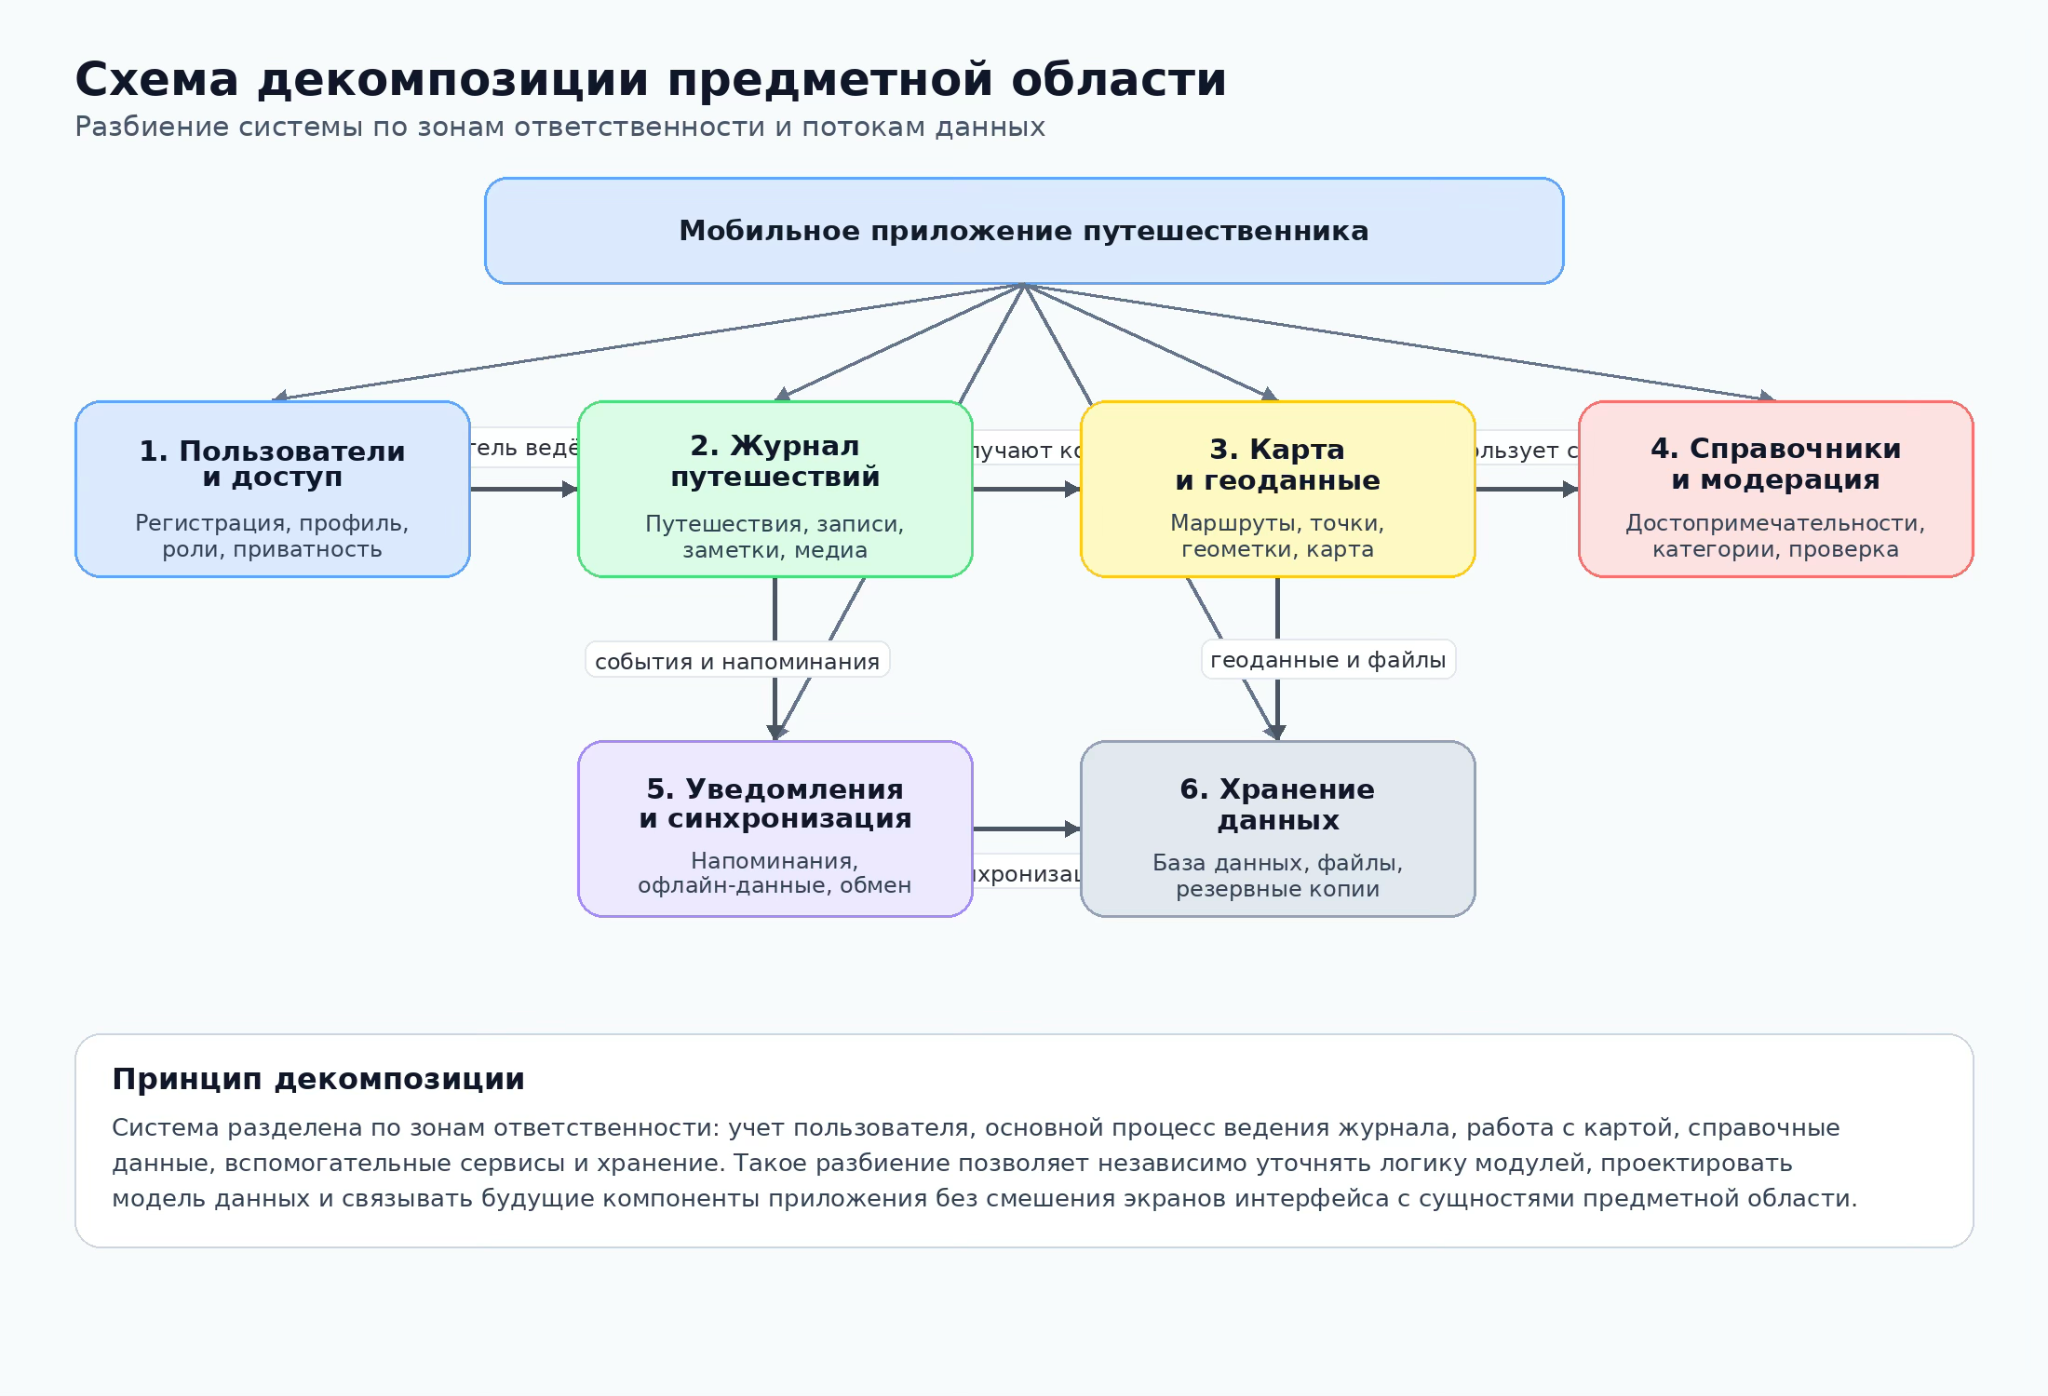 Схема декомпозиции предметной области
Разбиение системы по зонам ответственности и потокам данных
Мобильное приложение путешественника
1. Пользователи
и доступ
Регистрация, профиль,
роли, приватность
2. Журнал
путешествий
Путешествия, записи,
заметки, медиа
3. Карта
и геоданные
Маршруты, точки,
геометки, карта
4. Справочники
и модерация
Достопримечательности,
категории, проверка
события и напоминания
геоданные и файлы
5. Уведомления
и синхронизация
Напоминания,
офлайн-данные, обмен
6. Хранение
данных
База данных, файлы,
резервные копии
Принцип декомпозиции
Система разделена по зонам ответственности: учет пользователя, основной процесс ведения журнала, работа с картой, справочные
данные, вспомогательные сервисы и хранение. Такое разбиение позволяет независимо уточнять логику модулей, проектировать
модель данных и связывать будущие компоненты приложения без смешения экранов интерфейса с сущностями предметной области.